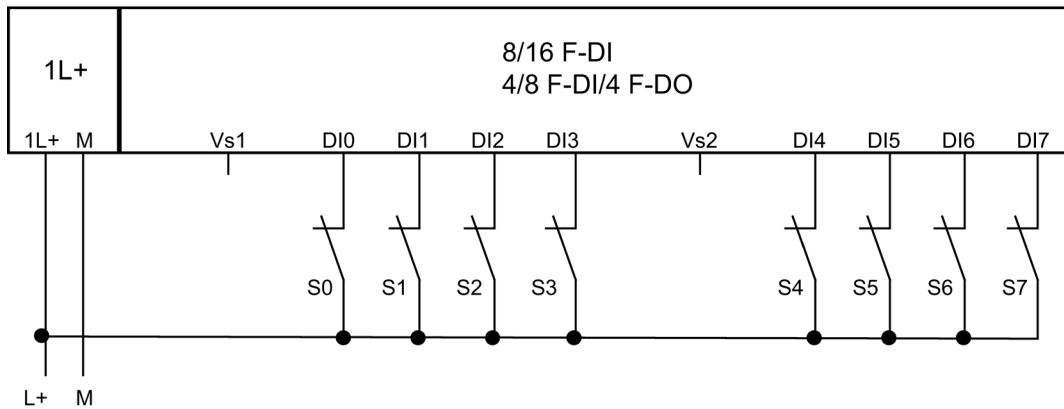 1L+
8/16 F-DI
4/8 F-DI/4 F-DO
1L+ M Vs1 DI0 DI1 DI2 DI3 Vs2 DI4 DI5 DI6 DI7
S0 S1 S2 S3 S4 S5 S6 S7
L+ M